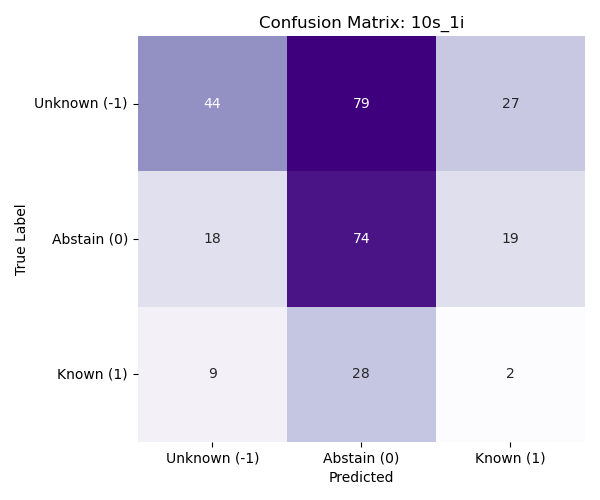 Confusion Matrix: 10s_1i
True Label
Unknown (-1) 44 79 27
Abstain (0) 18 74 19
Known (1) 9 28 2
Unknown (-1) Abstain (0) Known (1)
Predicted